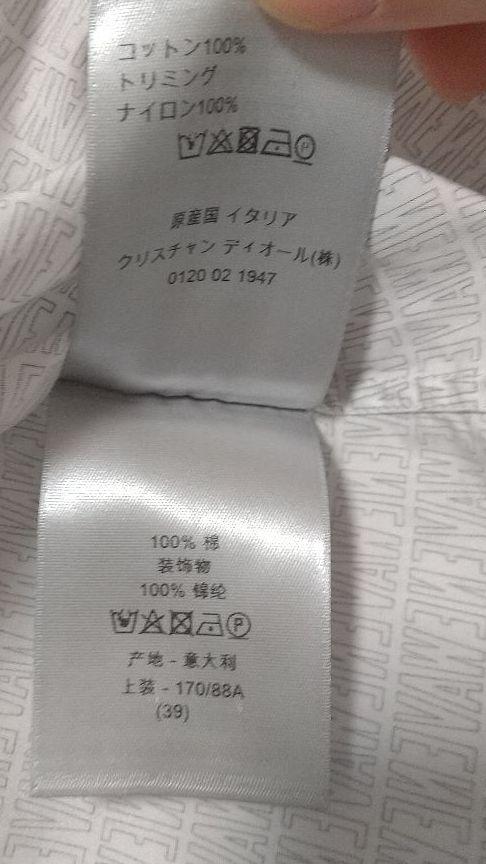 コットン100%
トリミング
ナイロン100%
P
原産国 イタリア
クリスチャン ディオール(株)
0120 02 1947
100% 棉
装饰物
100% 锦纶
P
产地 - 意大利
上装 - 170/88A
(39)